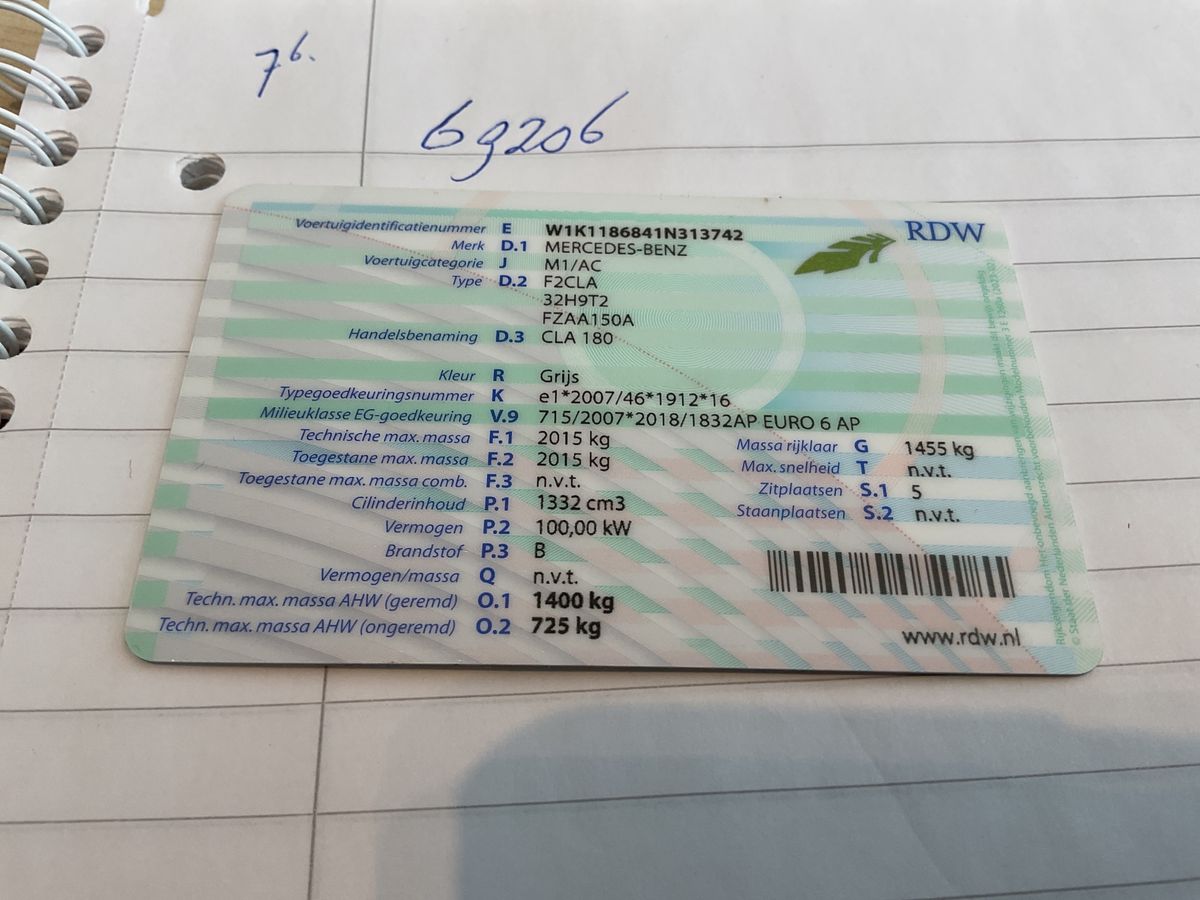 76.
69206
RDW
Voertuigidentificatienummer E W1K1186841N313742
Merk D.1 MERCEDES-BENZ
Voertuigcategorie J M1/AC
Type D.2 F2CLA
32H9T2
FZAA150A
Handelsbenaming D.3 CLA 180
Kleur R Grijs
Typegoedkeuringsnummer K e1*2007/46*1912*16
Milieuklasse EG-goedkeuring V.9 715/2007*2018/1832AP EURO 6 AP
Technische max. massa F.1 2015 kg
Toegestane max. massa F.2 2015 kg
Toegestane max. massa comb. F.3 n.v.t.
Cilinderinhoud P.1 1332 cm3
Vermogen P.2 100,00 kW
Brandstof P.3 B
Vermogen/massa Q n.v.t.
Techn. max. massa AHW (geremd) O.1 1400 kg
Techn. max. massa AHW (ongeremd) O.2 725 kg
Massa rijklaar G 1455 kg
Max. snelheid T n.v.t.
Zitplaatsen S.1 5
Staanplaatsen S.2 n.v.t.
www.rdw.nl